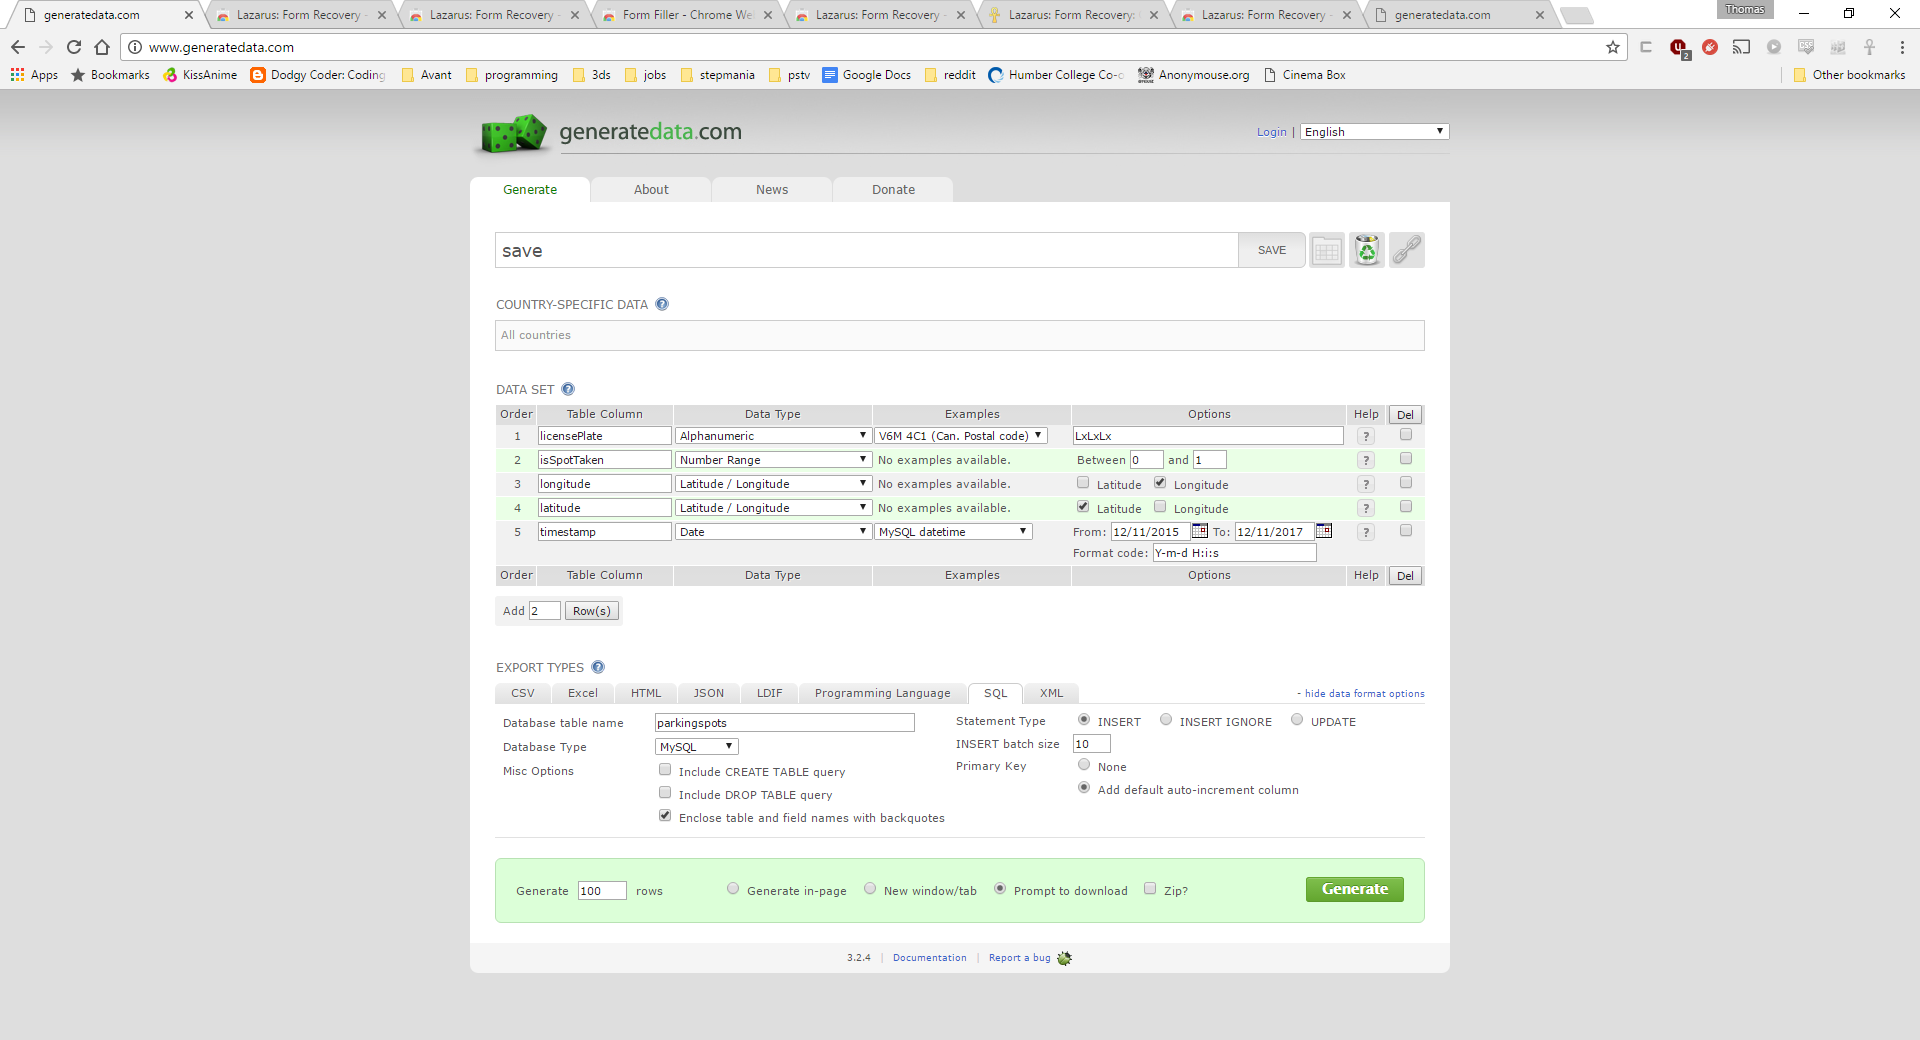 generatedata.com
Lazarus: Form Recovery -
Lazarus: Form Recovery -
Form Filler - Chrome We
Lazarus: Form Recovery -
Lazarus: Form Recovery:
Lazarus: Form Recovery -
generatedata.com
Thomas
www.generatedata.com
2
Apps
Bookmarks
KissAnime
Dodgy Coder: Coding
Avant
programming
3ds
jobs
stepmania
pstv
Google Docs
reddit
Humber College Co-o
Anonymouse.org
Cinema Box
Other bookmarks
generatedata.com
Login | English
Generate About News Donate
save SAVE
COUNTRY-SPECIFIC DATA ?
All countries
DATA SET ?
Order Table Column Data Type Examples Options Help Del
1 licensePlate Alphanumeric V6M 4C1 (Can. Postal code) LxLxLx ?
2 isSpotTaken Number Range No examples available. Between 0 and 1 ?
3 longitude Latitude / Longitude No examples available. Latitude Longitude ?
4 latitude Latitude / Longitude No examples available. Latitude Longitude ?
5 timestamp Date MySQL datetime From: 12/11/2015 To: 12/11/2017 ?
Format code: Y-m-d H:i:s
Order Table Column Data Type Examples Options Help Del
Add 2 Row(s)
EXPORT TYPES ?
CSV Excel HTML JSON LDIF Programming Language SQL XML - hide data format options
Database table name parkingspots Statement Type INSERT INSERT IGNORE UPDATE
Database Type MySQL INSERT batch size 10
Misc Options Include CREATE TABLE query Primary Key None
Include DROP TABLE query Add default auto-increment column
Enclose table and field names with backquotes
Generate 100 rows Generate in-page New window/tab Prompt to download Zip? Generate
3.2.4 | Documentation | Report a bug